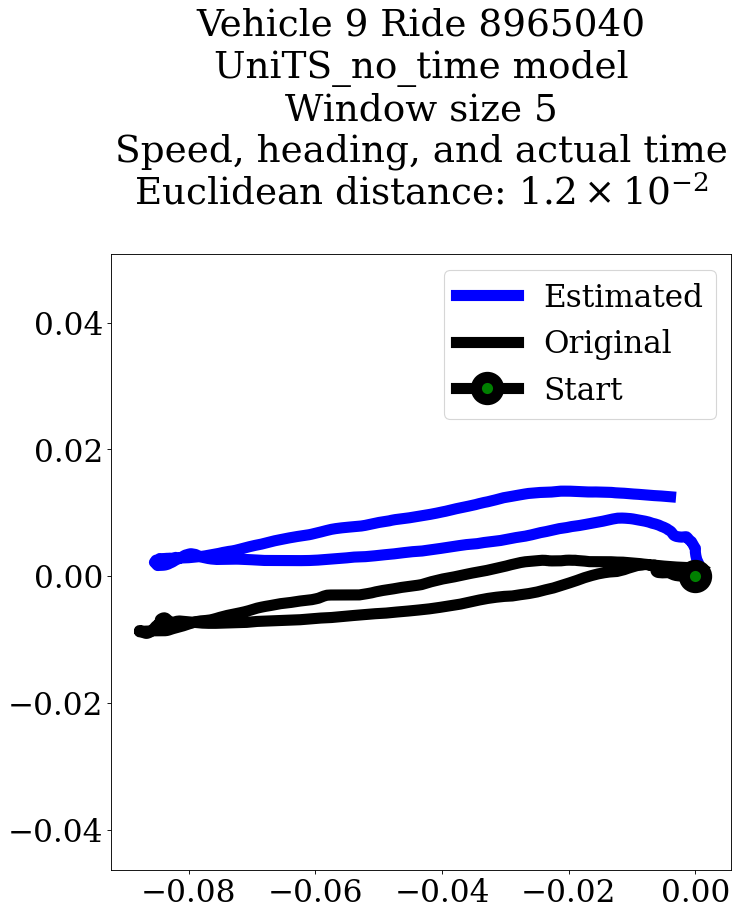 Vehicle 9 Ride 8965040
UniTS_no_time model
Window size 5
Speed, heading, and actual time
Euclidean distance: 1.2 × 10⁻²
Estimated
Original
Start
0.04
0.02
0.00
−0.02
−0.04
−0.08 −0.06 −0.04 −0.02 0.00